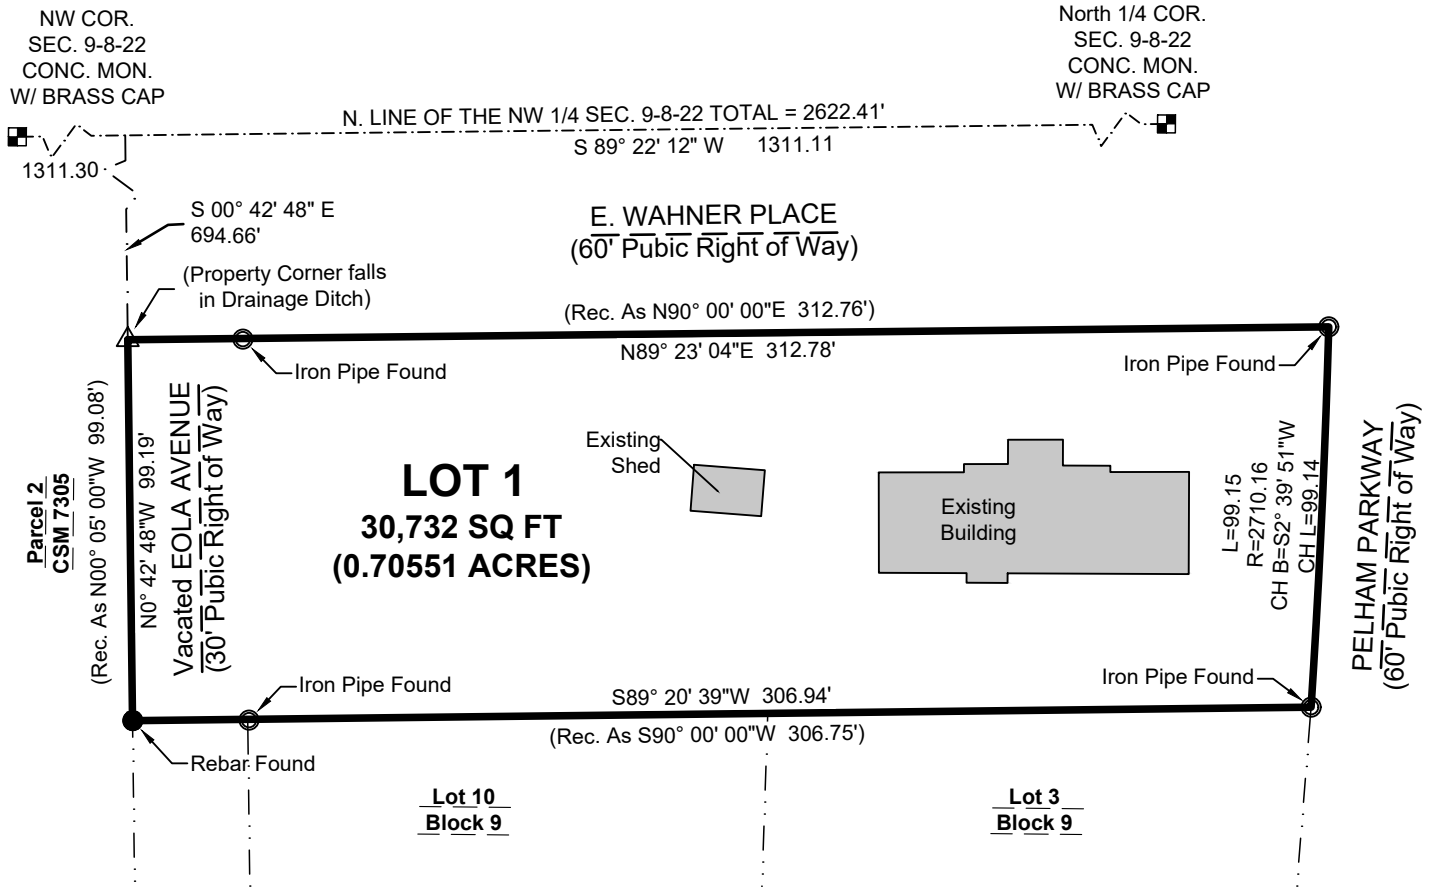 NW COR.
SEC. 9-8-22
CONC. MON.
W/ BRASS CAP
North 1/4 COR.
SEC. 9-8-22
CONC. MON.
W/ BRASS CAP
N. LINE OF THE NW 1/4 SEC. 9-8-22 TOTAL = 2622.41'
S 89° 22' 12" W 1311.11
1311.30
S 00° 42' 48" E
694.66'
E. WAHNER PLACE
(60' Pubic Right of Way)
(Property Corner falls
in Drainage Ditch)
(Rec. As N90° 00' 00"E 312.76')
N89° 23' 04"E 312.78'
Iron Pipe Found
Iron Pipe Found
Parcel 2
CSM 7305
(Rec. As N00° 05' 00"W 99.08')
N0° 42' 48"W 99.19'
Vacated EOLA AVENUE
(30' Pubic Right of Way)
LOT 1
30,732 SQ FT
(0.70551 ACRES)
Existing
Shed
Existing
Building
L=99.15
R=2710.16
CH B=S2° 39' 51"W
CH L=99.14
PELHAM PARKWAY
(60' Pubic Right of Way)
Iron Pipe Found
Iron Pipe Found
S89° 20' 39"W 306.94'
(Rec. As S90° 00' 00"W 306.75')
Rebar Found
Lot 10
Block 9
Lot 3
Block 9